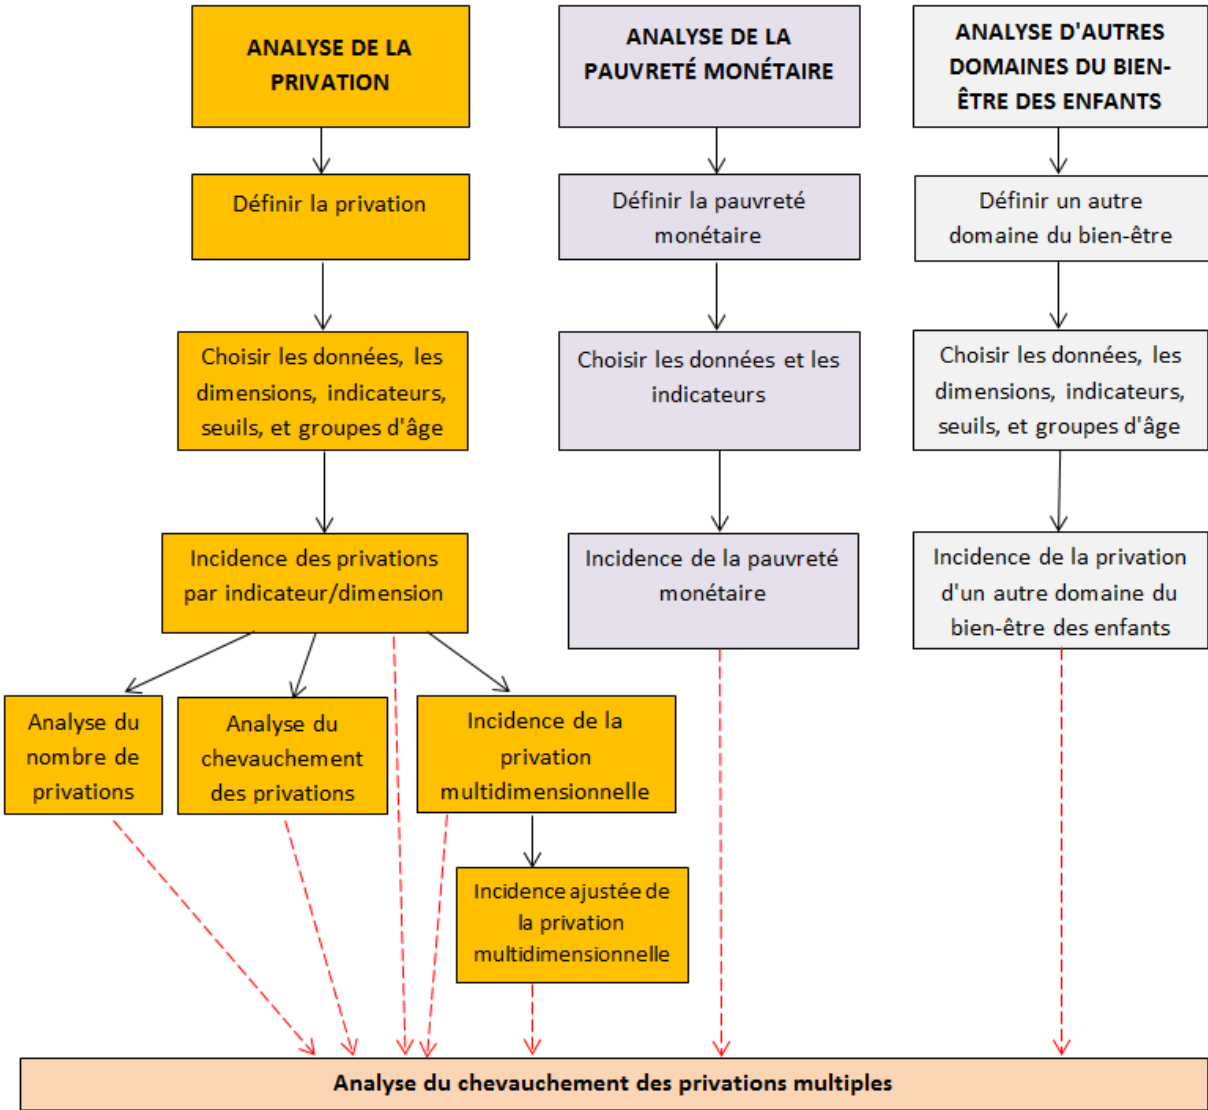 ANALYSE DE LA
PRIVATION
ANALYSE DE LA
PAUVRETÉ MONÉTAIRE
ANALYSE D'AUTRES
DOMAINES DU BIEN-
ÊTRE DES ENFANTS
Définir la privation
Définir la pauvreté
monétaire
Définir un autre
domaine du bien-être
Choisir les données, les
dimensions, indicateurs,
seuils, et groupes d'âge
Choisir les données et les
indicateurs
Choisir les données, les
dimensions, indicateurs,
seuils, et groupes d'âge
Incidence des privations
par indicateur/dimension
Incidence de la pauvreté
monétaire
Incidence de la privation
d'un autre domaine du
bien-être des enfants
Analyse du
nombre de
privations
Analyse du
chevauchement
des privations
Incidence de la
privation
multidimensionnelle
Incidence ajustée de
la privation
multidimensionnelle
Analyse du chevauchement des privations multiples